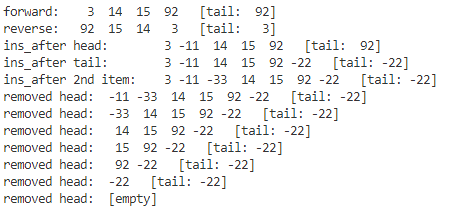 forward:    3  14  15  92   [tail:  92]
reverse:   92  15  14   3   [tail:   3]
ins_after head:       3 -11  14  15  92   [tail:  92]
ins_after tail:       3 -11  14  15  92 -22   [tail: -22]
ins_after 2nd item:   3 -11 -33  14  15  92 -22   [tail: -22]
removed head:  -11 -33  14  15  92 -22   [tail: -22]
removed head:  -33  14  15  92 -22   [tail: -22]
removed head:   14  15  92 -22   [tail: -22]
removed head:   15  92 -22   [tail: -22]
removed head:   92 -22   [tail: -22]
removed head:  -22   [tail: -22]
removed head:  [empty]